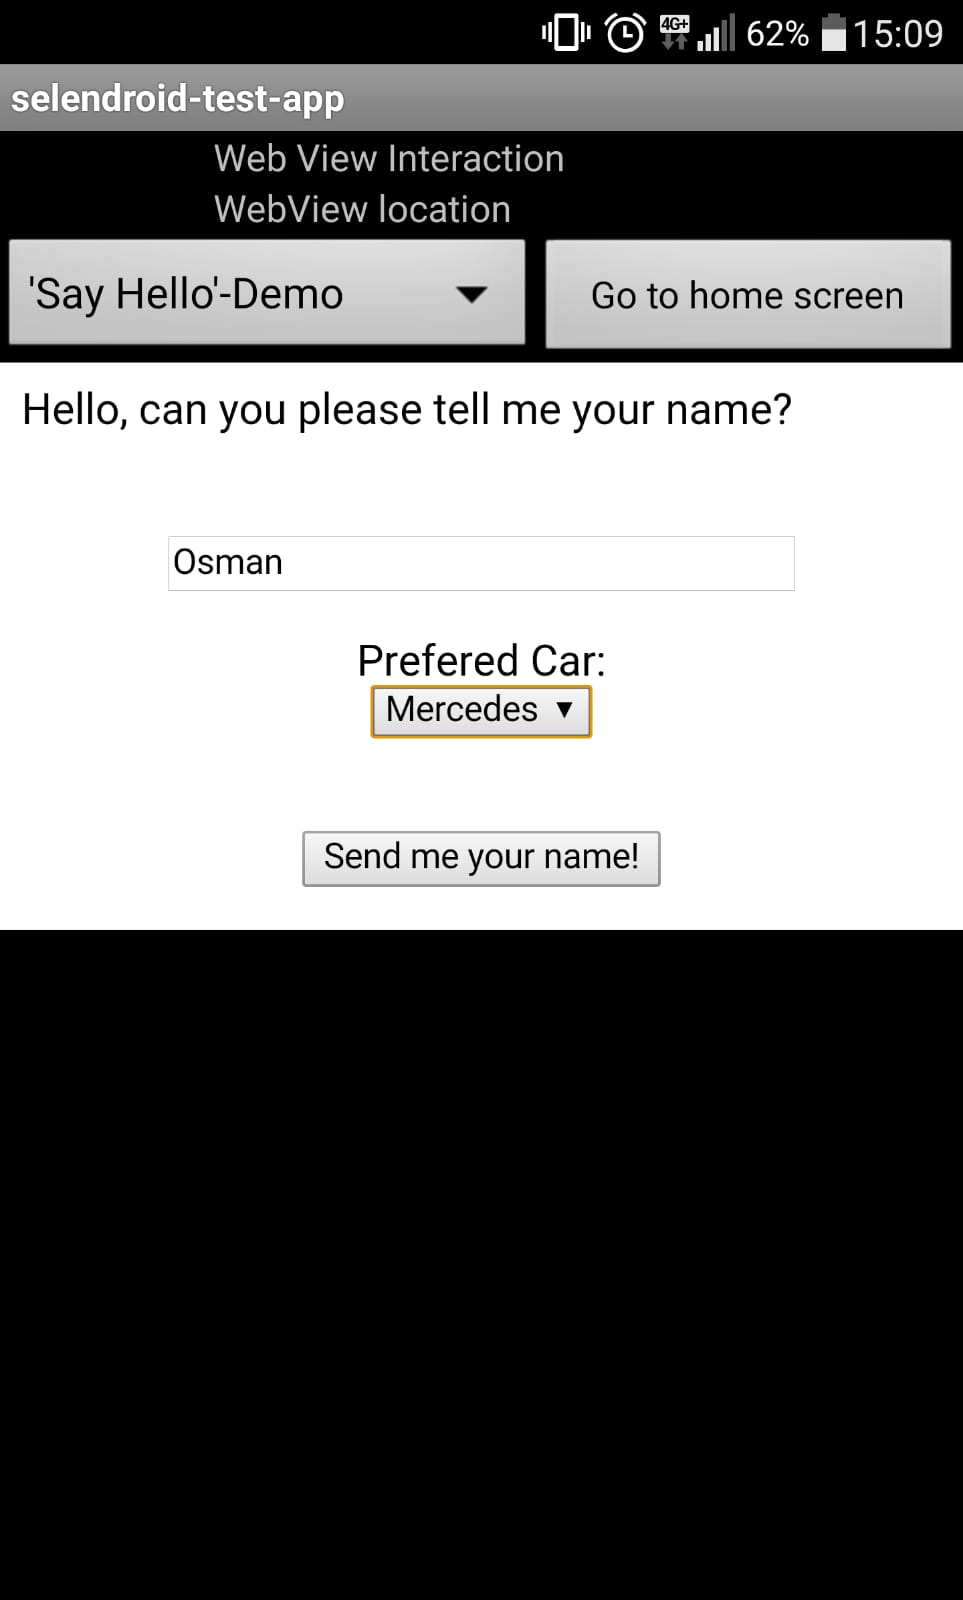 4G+ 62% 15:09
selendroid-test-app
Web View Interaction
WebView location
'Say Hello'-Demo Go to home screen
Hello, can you please tell me your name?
Osman
Prefered Car:
Mercedes
Send me your name!